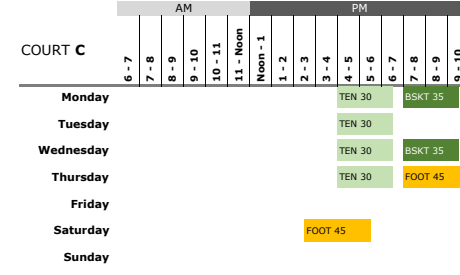 AM PM
COURT C
6 - 7 7 - 8 8 - 9 9 - 10 10 - 11 11 - Noon Noon - 1 1 - 2 2 - 3 3 - 4 4 - 5 5 - 6 6 - 7 7 - 8 8 - 9 9 - 10
Monday TEN 30 BSKT 35
Tuesday TEN 30
Wednesday TEN 30 BSKT 35
Thursday TEN 30 FOOT 45
Friday
Saturday FOOT 45
Sunday